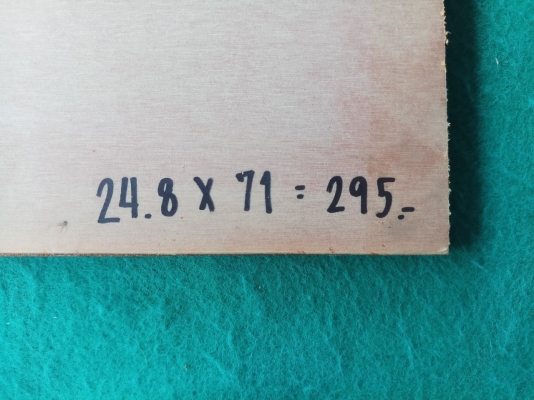 24.8 x 71 = 295.-